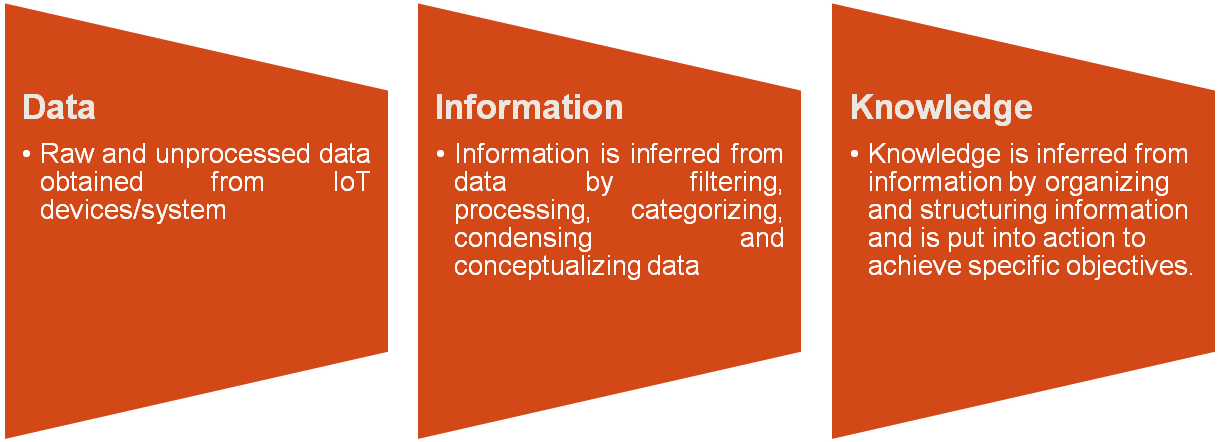 Data
• Raw and unprocessed data
obtained from IoT
devices/system
Information
• Information is inferred from
data by filtering,
processing, categorizing,
condensing and
conceptualizing data
Knowledge
• Knowledge is inferred from
information by organizing
and structuring information
and is put into action to
achieve specific objectives.